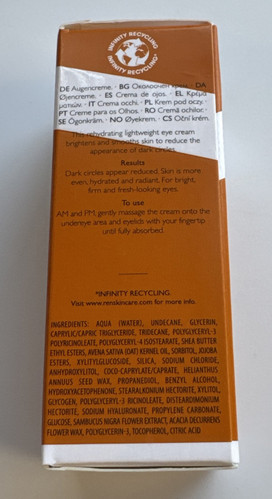 INFINITY RECYCLING
INFINITY RECYCLING*
DE Augencreme. · BG Околоочен крем. · DA
Øjencreme. · ES Crema de ojos. · EL Κρέμα
ματιών. · IT Crema occhi. · PL Krem pod oczy. ·
PT Creme para os Olhos. · RO Cremă ochilor. ·
SE Ögonkräm. · NO Øyekrem. · CS Oční krém.
This rehydrating lightweight eye cream
brightens and smooths skin to reduce the
appearance of dark circles.
Results
Dark circles appear reduced. Skin is more
even, hydrated and radiant. For bright,
firm and fresh-looking eyes.
To use
AM and PM, gently massage the cream onto the
undereye area and eyelids with your fingertip
until fully absorbed.
*INFINITY RECYCLING.
Visit www.renskincare.com for more info.
INGREDIENTS: AQUA (WATER), UNDECANE, GLYCERIN,
CAPRYLIC/CAPRIC TRIGLYCERIDE, TRIDECANE, POLYGLYCERYL-3
POLYRICINOLEATE, POLYGLYCERYL-4 ISOSTEARATE, SHEA BUTTER
ETHYL ESTERS, AVENA SATIVA (OAT) KERNEL OIL, SORBITOL, JOJOBA
ESTERS, XYLITYLGLUCOSIDE, SILICA, SODIUM CHLORIDE,
ANHYDROXYLITOL, COCO-CAPRYLATE/CAPRATE, HELIANTHUS
ANNUUS SEED WAX, PROPANEDIOL, BENZYL ALCOHOL,
HYDROXYACETOPHENONE, STEARALKONIUM HECTORITE, XYLITOL,
GLYCOGEN, POLYGLYCERYL-3 RICINOLEATE, DISTEARDIMONIUM
HECTORITE, SODIUM HYALURONATE, PROPYLENE CARBONATE,
GLUCOSE, SAMBUCUS NIGRA FLOWER EXTRACT, ACACIA DECURRENS
FLOWER WAX, POLYGLYCERIN-3, TOCOPHEROL, CITRIC ACID